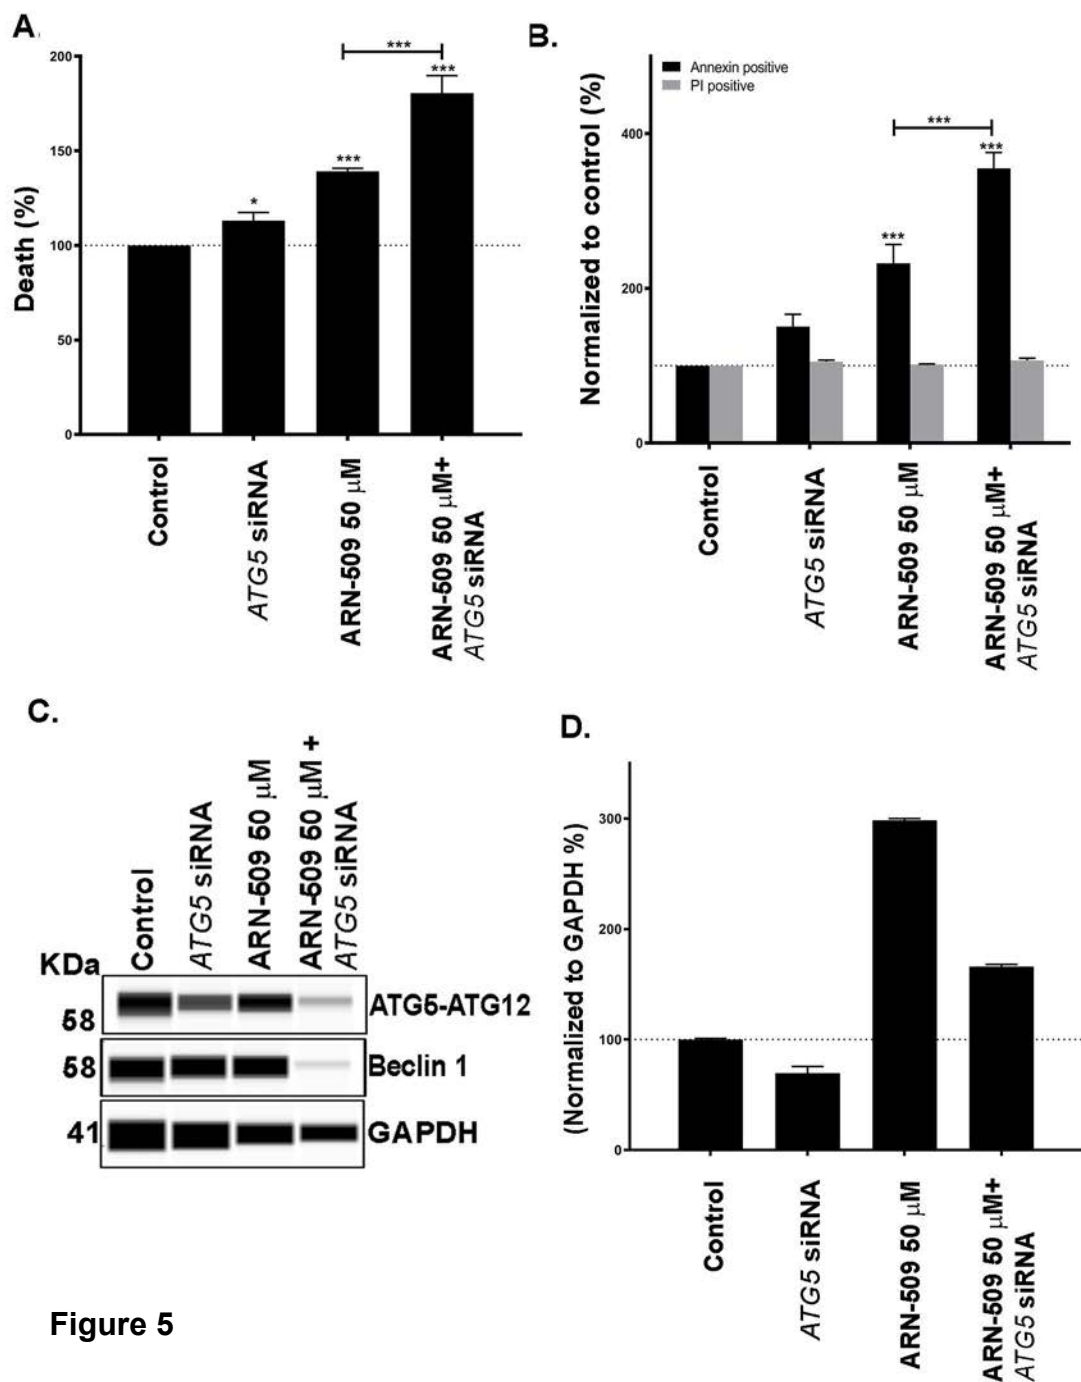 A.
***
***
***
*
200
150
100
50
0
Death (%)
Control
ATG5 siRNA
ARN-509 50 µM
ARN-509 50 µM+
ATG5 siRNA
B.
Annexin positive
PI positive
***
***
***
400
200
0
Normalized to control (%)
Control
ATG5 siRNA
ARN-509 50 µM
ARN-509 50 µM+
ATG5 siRNA
C.
KDa
Control
ATG5 siRNA
ARN-509 50 µM
ARN-509 50 µM +
ATG5 siRNA
58
ATG5-ATG12
58
Beclin 1
41
GAPDH
D.
300
200
100
0
(Normalized to GAPDH %)
Control
ATG5 siRNA
ARN-509 50 µM
ARN-509 50 µM+
ATG5 siRNA
Figure 5